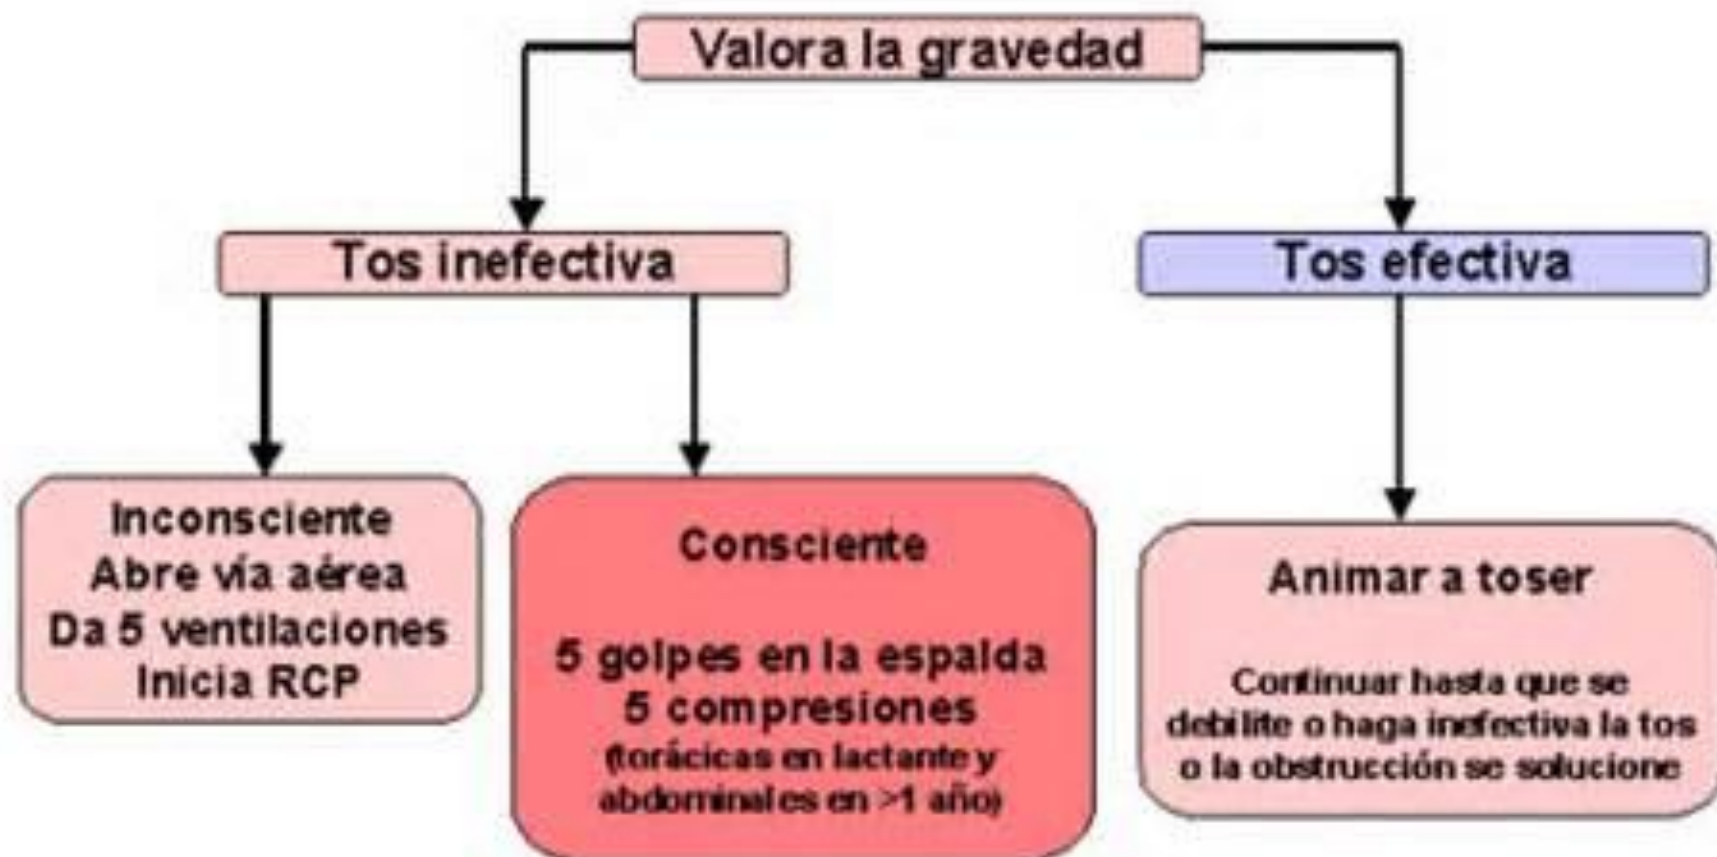 Valora la gravedad
Tos inefectiva
Tos efectiva
Inconsciente
Abre vía aérea
Da 5 ventilaciones
Inicia RCP
Consciente
5 golpes en la espalda
5 compresiones
(torácicas en lactante y
abdominales en >1 año)
Animar a toser
Continuar hasta que se
debilite o haga inefectiva la tos
o la obstrucción se solucione